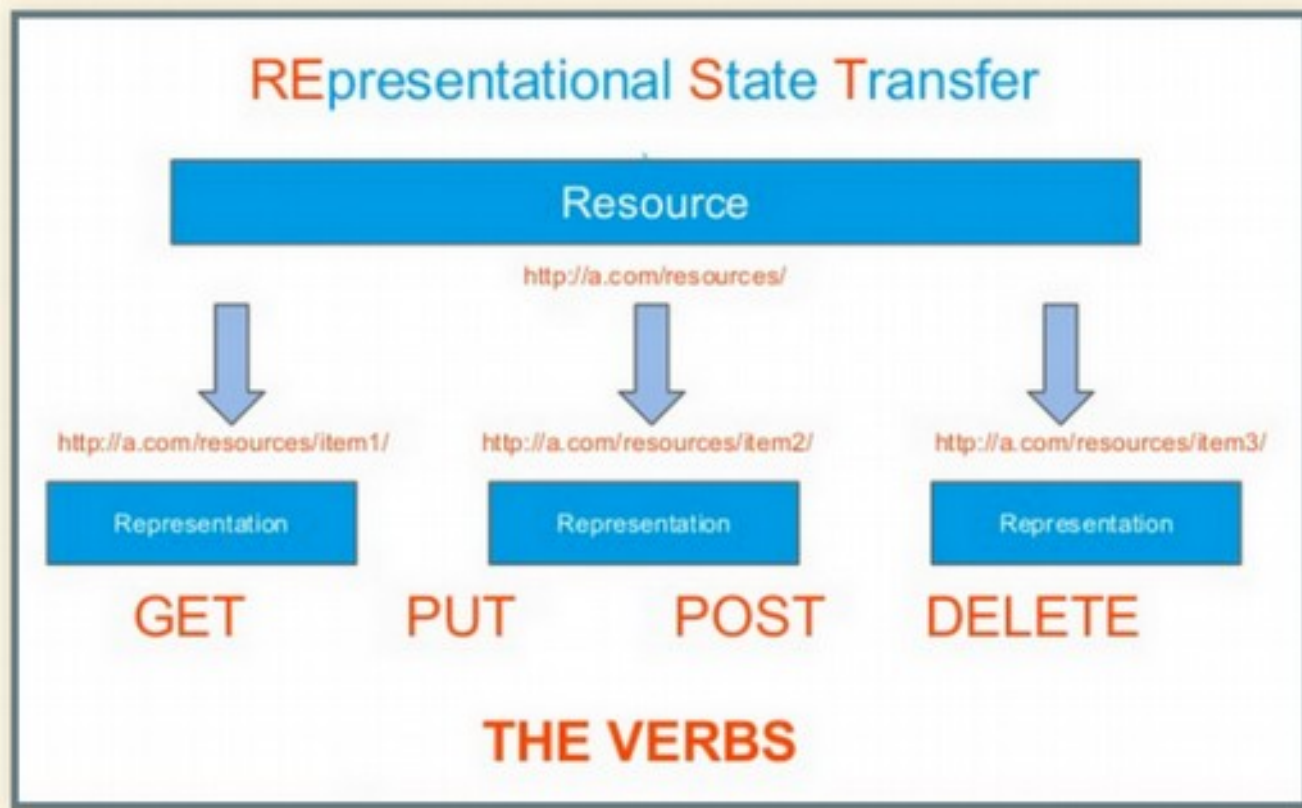 REpresentational State Transfer
Resource
http://a.com/resources/
http://a.com/resources/item1/ http://a.com/resources/item2/ http://a.com/resources/item3/
Representation Representation Representation
GET PUT POST DELETE
THE VERBS